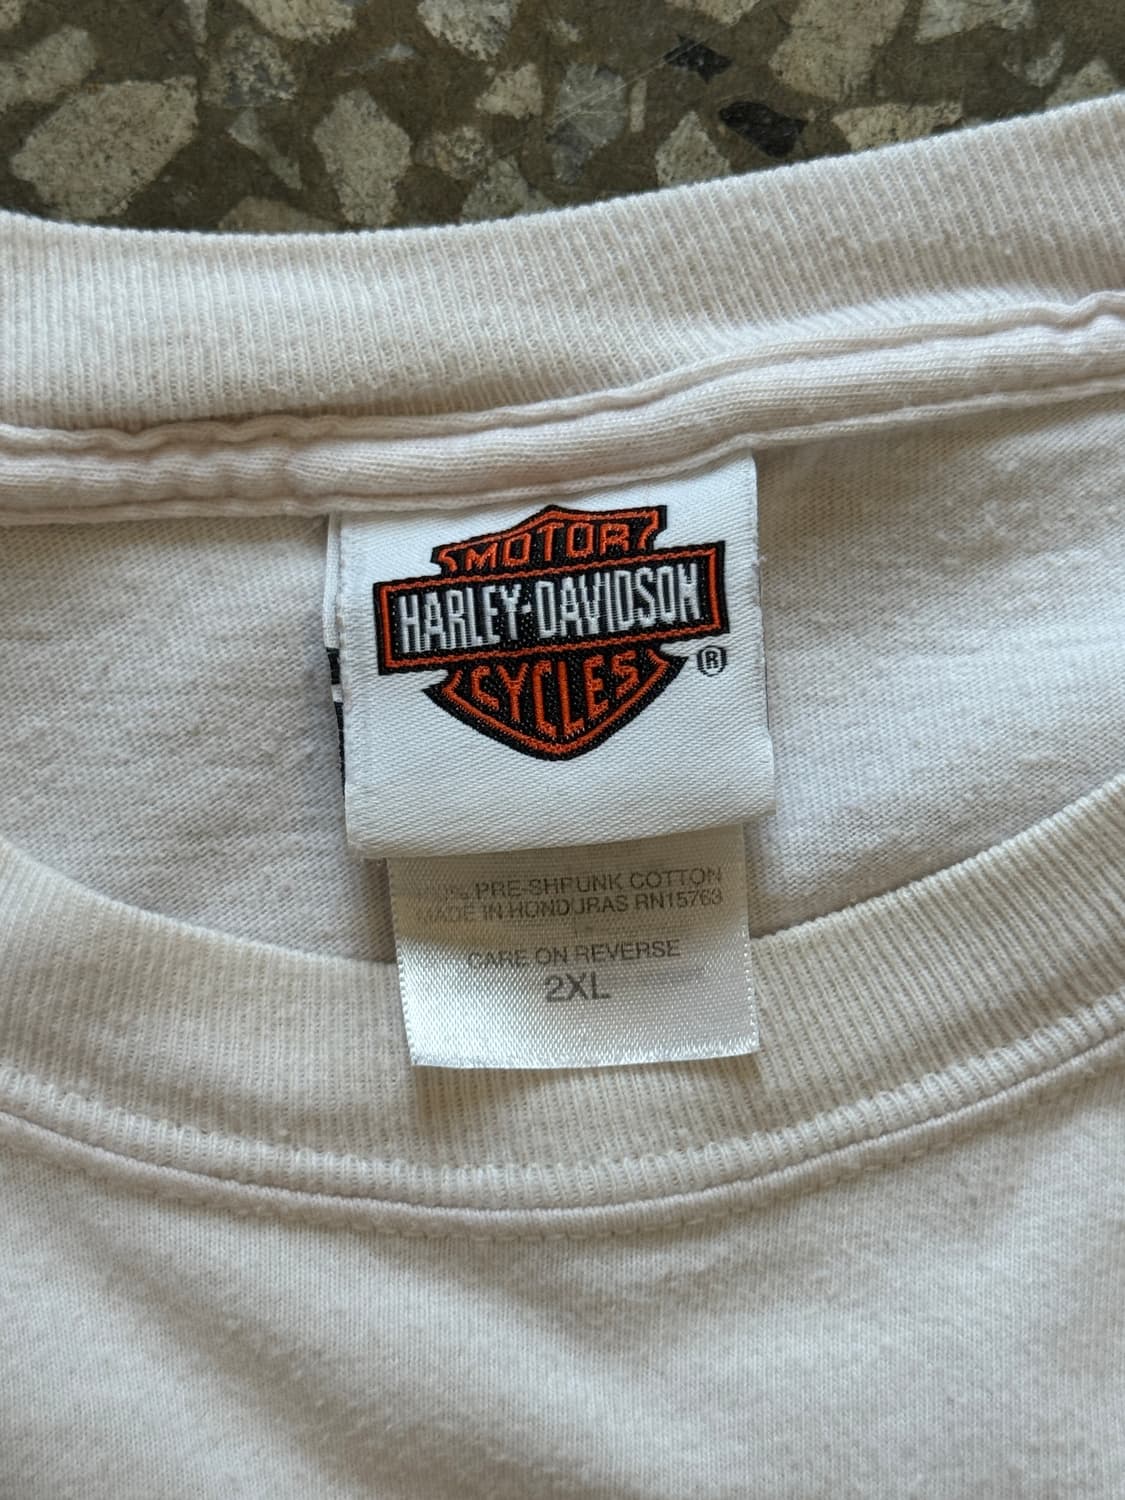 MOTOR
HARLEY-DAVIDSON
CYCLES
®
PRE-SHRUNK COTTON
MADE IN HONDURAS RN15763
CARE ON REVERSE
2XL